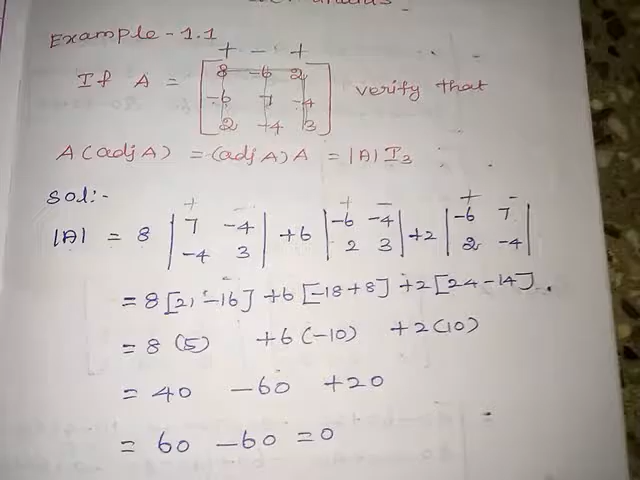 Example - 1.1
+ - +
If A = [8 -6 2
-6 7 -4
2 -4 3] verify that
A(adj A) = (adj A) A = |A| I₃
Sol:-
+ - + - + -
|A| = 8 |7 -4 +6 |-6 -4 +2 |-6 7
-4 3| 2 3| 2 -4|
= 8 [21 -16] +6 [-18+8] +2 [24-14].
= 8 (5) +6 (-10) +2 (10)
= 40 -60 +20
= 60 -60 = 0